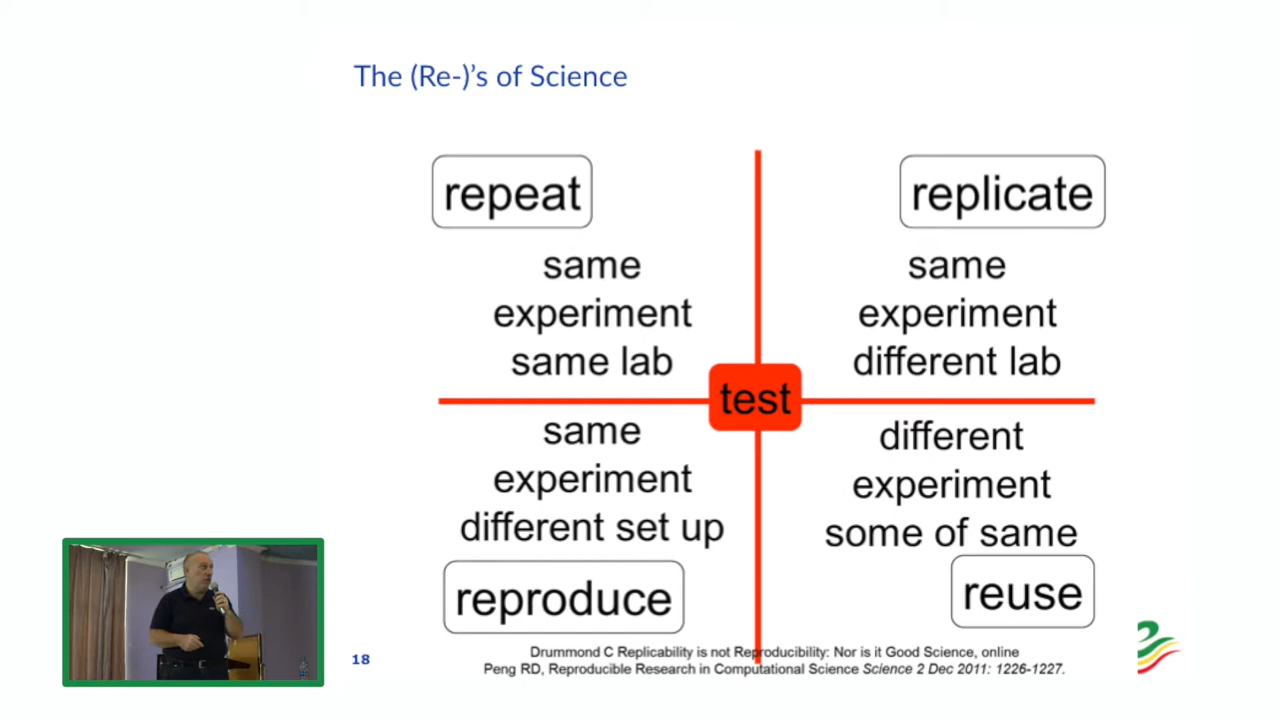 The (Re-)'s of Science
repeat
same
experiment
same lab
replicate
same
experiment
different lab
test
same
experiment
different set up
reproduce
different
experiment
some of same
reuse
18
Drummond C Replicability is not Reproducibility: Nor is it Good Science, online
Peng RD, Reproducible Research in Computational Science Science 2 Dec 2011: 1226-1227.